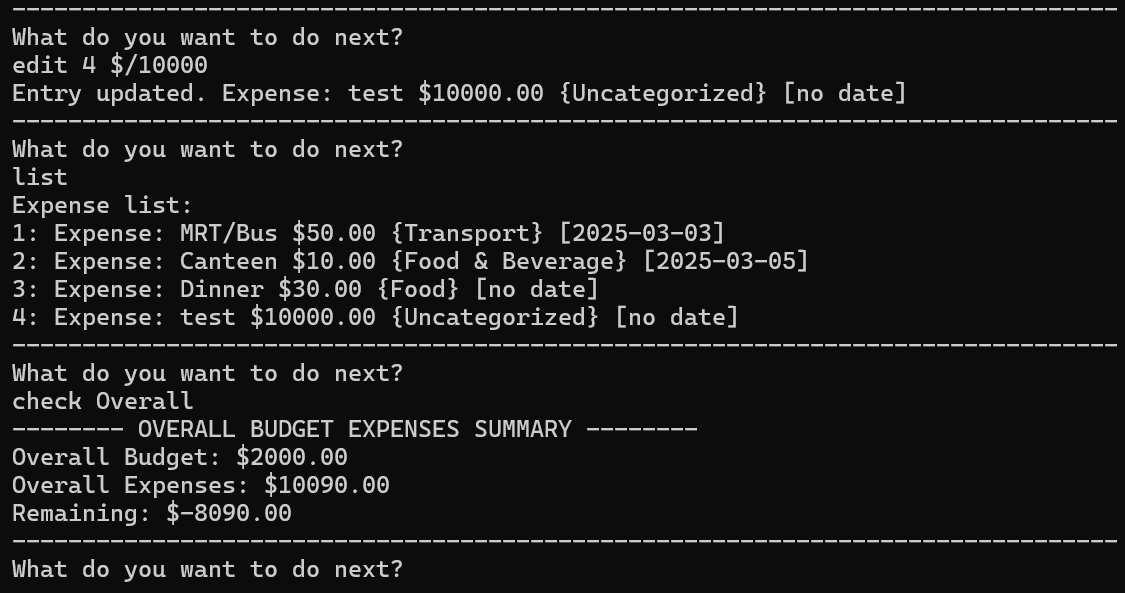 -------------------------------------------------------------------------------
What do you want to do next?
edit 4 $/10000
Entry updated. Expense: test $10000.00 {Uncategorized} [no date]
-------------------------------------------------------------------------------
What do you want to do next?
list
Expense list:
1: Expense: MRT/Bus $50.00 {Transport} [2025-03-03]
2: Expense: Canteen $10.00 {Food & Beverage} [2025-03-05]
3: Expense: Dinner $30.00 {Food} [no date]
4: Expense: test $10000.00 {Uncategorized} [no date]
-------------------------------------------------------------------------------
What do you want to do next?
check Overall
-------- OVERALL BUDGET EXPENSES SUMMARY --------
Overall Budget: $2000.00
Overall Expenses: $10090.00
Remaining: $-8090.00
-------------------------------------------------------------------------------
What do you want to do next?